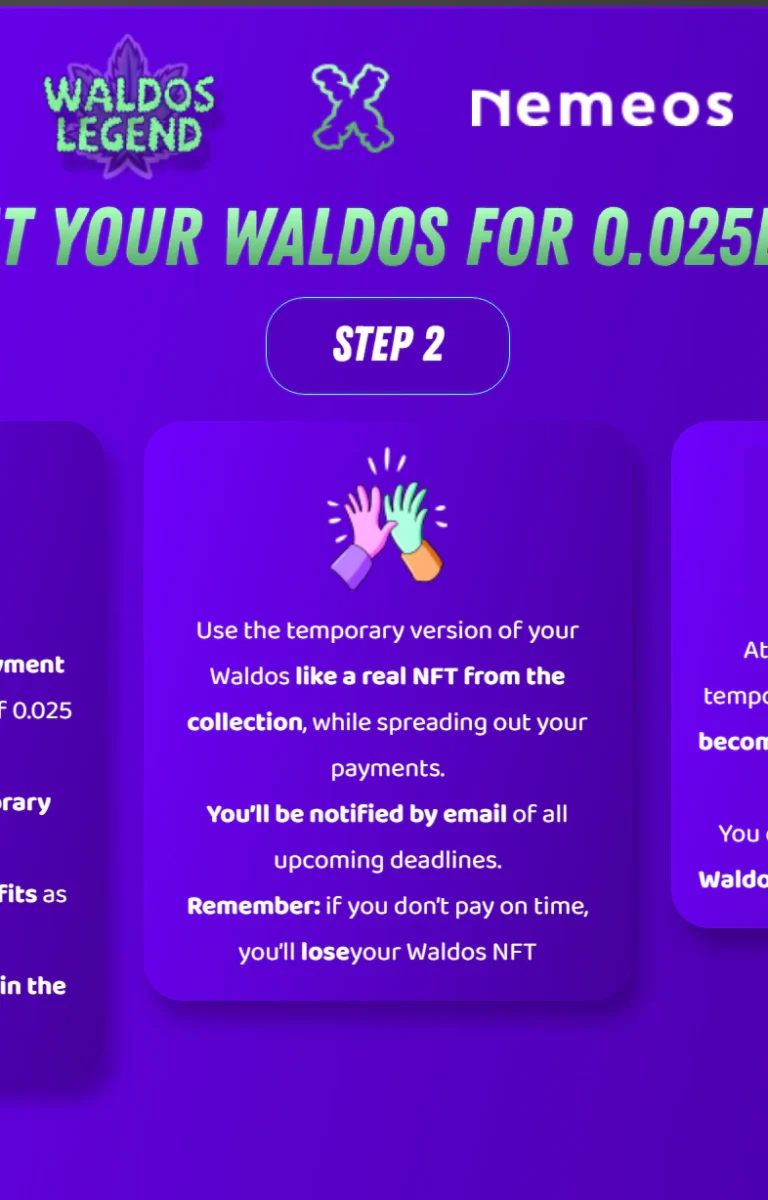 WALDOS
LEGEND
nemeos
T YOUR WALDOS FOR 0.025
STEP 2
yment
f 0.025
orary
fits as
in the
Use the temporary version of your
Waldos like a real NFT from the
collection, while spreading out your
payments.
You'll be notified by email of all
upcoming deadlines.
Remember: if you don't pay on time,
you'll loseyour Waldos NFT
At
tempo
becom
You
Waldo